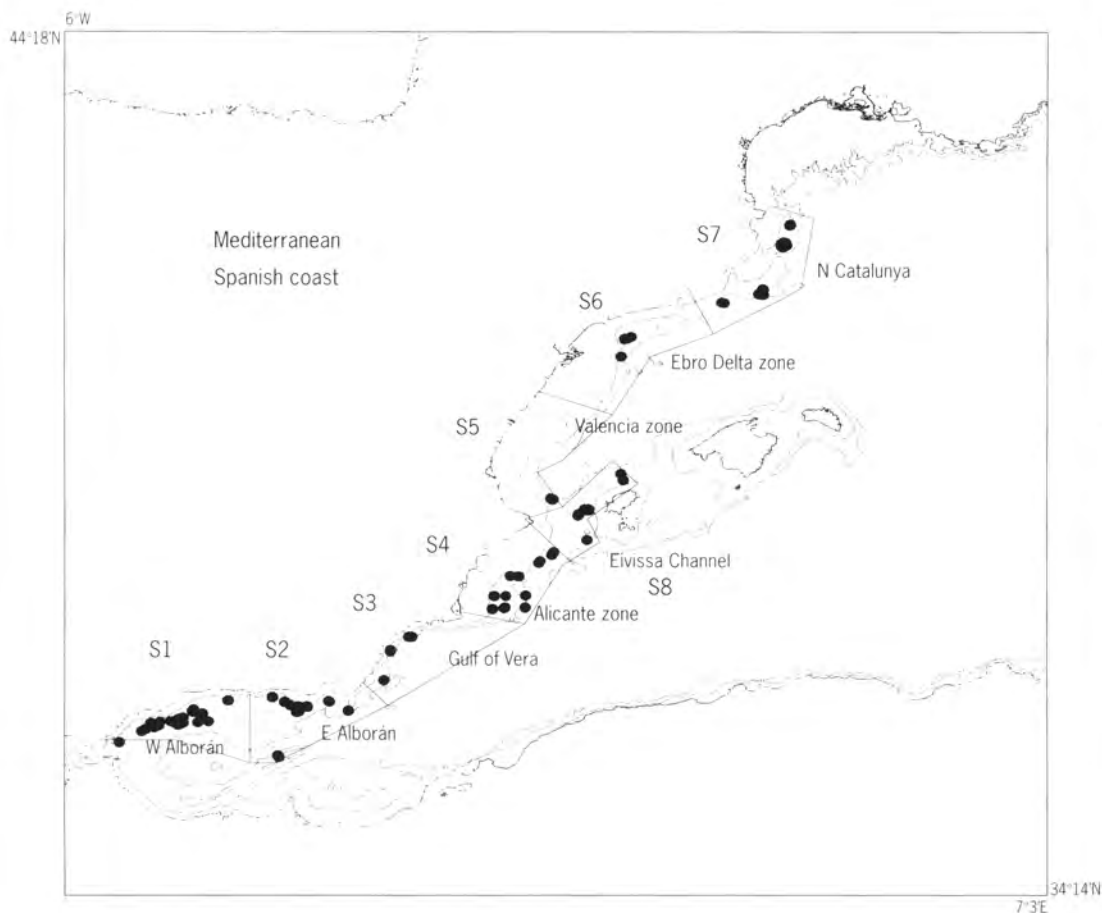 6°W
44°18'N
Mediterranean
Spanish coast
S7
N Catalunya
S6
Ebro Delta zone
S5
Valencia zone
S4
Eivissa Channel
S8
S3
Alicante zone
Gulf of Vera
S1
S2
E Alborán
W Alborán
34°14'N
7°3'E